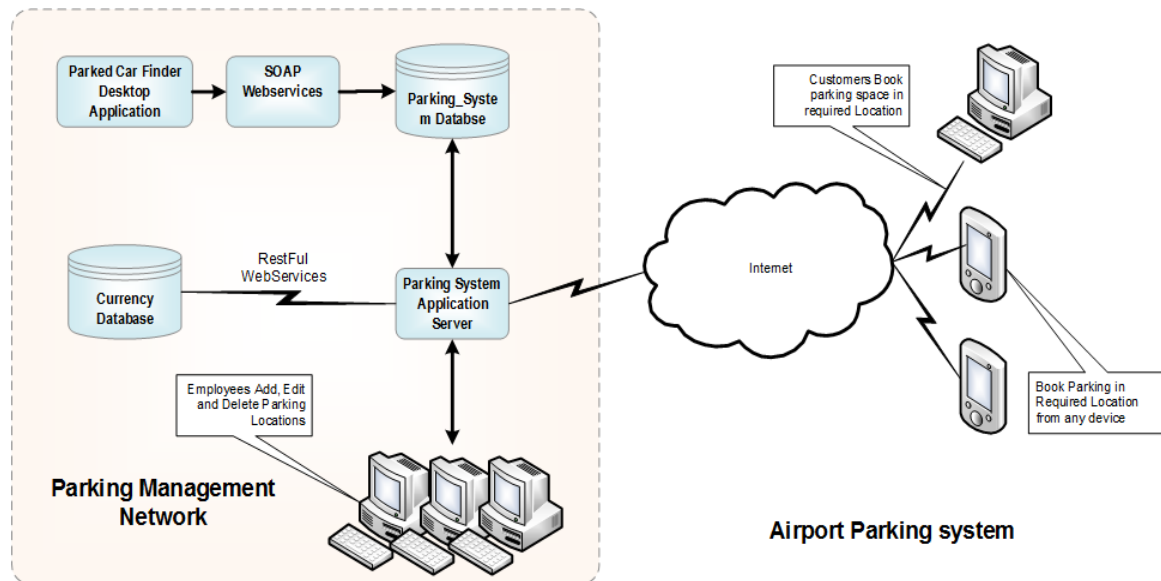 Parked Car Finder
Desktop
Application
SOAP
Webservices
Parking_Syste
m Databse
Customers Book
parking space in
required Location
RestFul
WebServices
Currency
Database
Parking System
Application
Server
Internet
Employees Add, Edit
and Delete Parking
Locations
Book Parking in
Required Location
from any device
Parking Management
Network
Airport Parking system